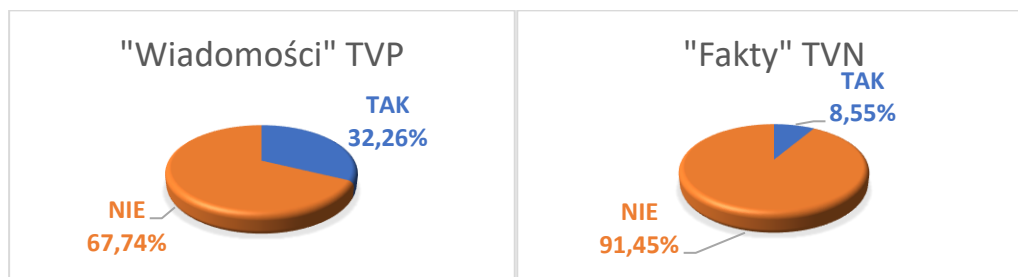 "Wiadomości" TVP
TAK
32,26%
NIE
67,74%
"Fakty" TVN
TAK
8,55%
NIE
91,45%